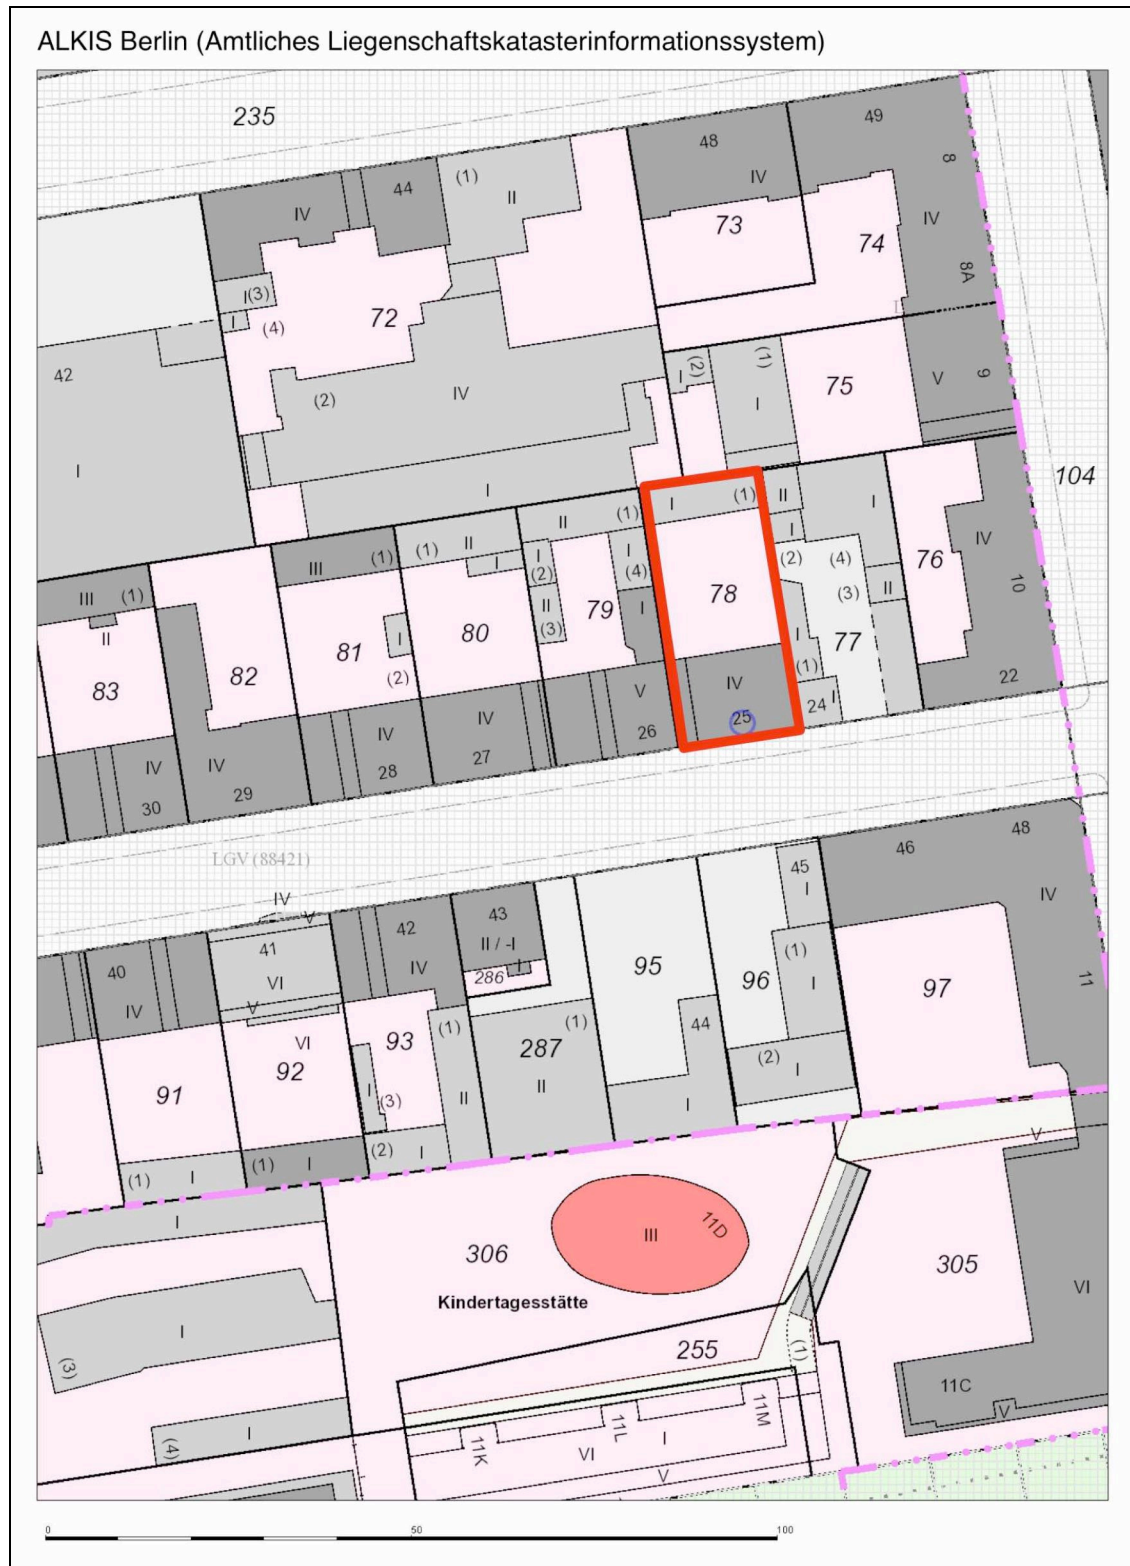 ALKIS Berlin (Amtliches Liegenschaftskatasterinformationssystem)
235
49
48
8
44
(1)
II
IV
IV
IV
73
74
8A
I(3)
I
(4)
72
42
(2)
IV
I
(2)
(1)
I
75
V
9
I
I
104
III
(1)
(1)
II
II
(1)
I
(1)
II
I
III
(1)
II
I
I
(2)
II
(3)
I
(4)
I
I
(2)
(4)
(3)
II
IV
76
10
83
82
81
I
(2)
80
79
78
77
I
(1)
I
24
22
IV
30
IV
29
IV
28
IV
27
V
26
IV
25
LGV (88421)
48
46
45
I
IV
V
43
II / -I
I
286
42
IV
41
VI
V
40
IV
IV
11
95
96
(1)
I
97
VI
92
93
(1)
II
I
(3)
(1)
287
II
44
I
(2)
I
91
(1)
I
(1)
I
(2)
I
V
I
11D
III
306
305
Kindertagesstätte
VI
I
(3)
255
(1)
11C
V
I
(4)
11K
11L
11M
VI
I
V
0
50
100